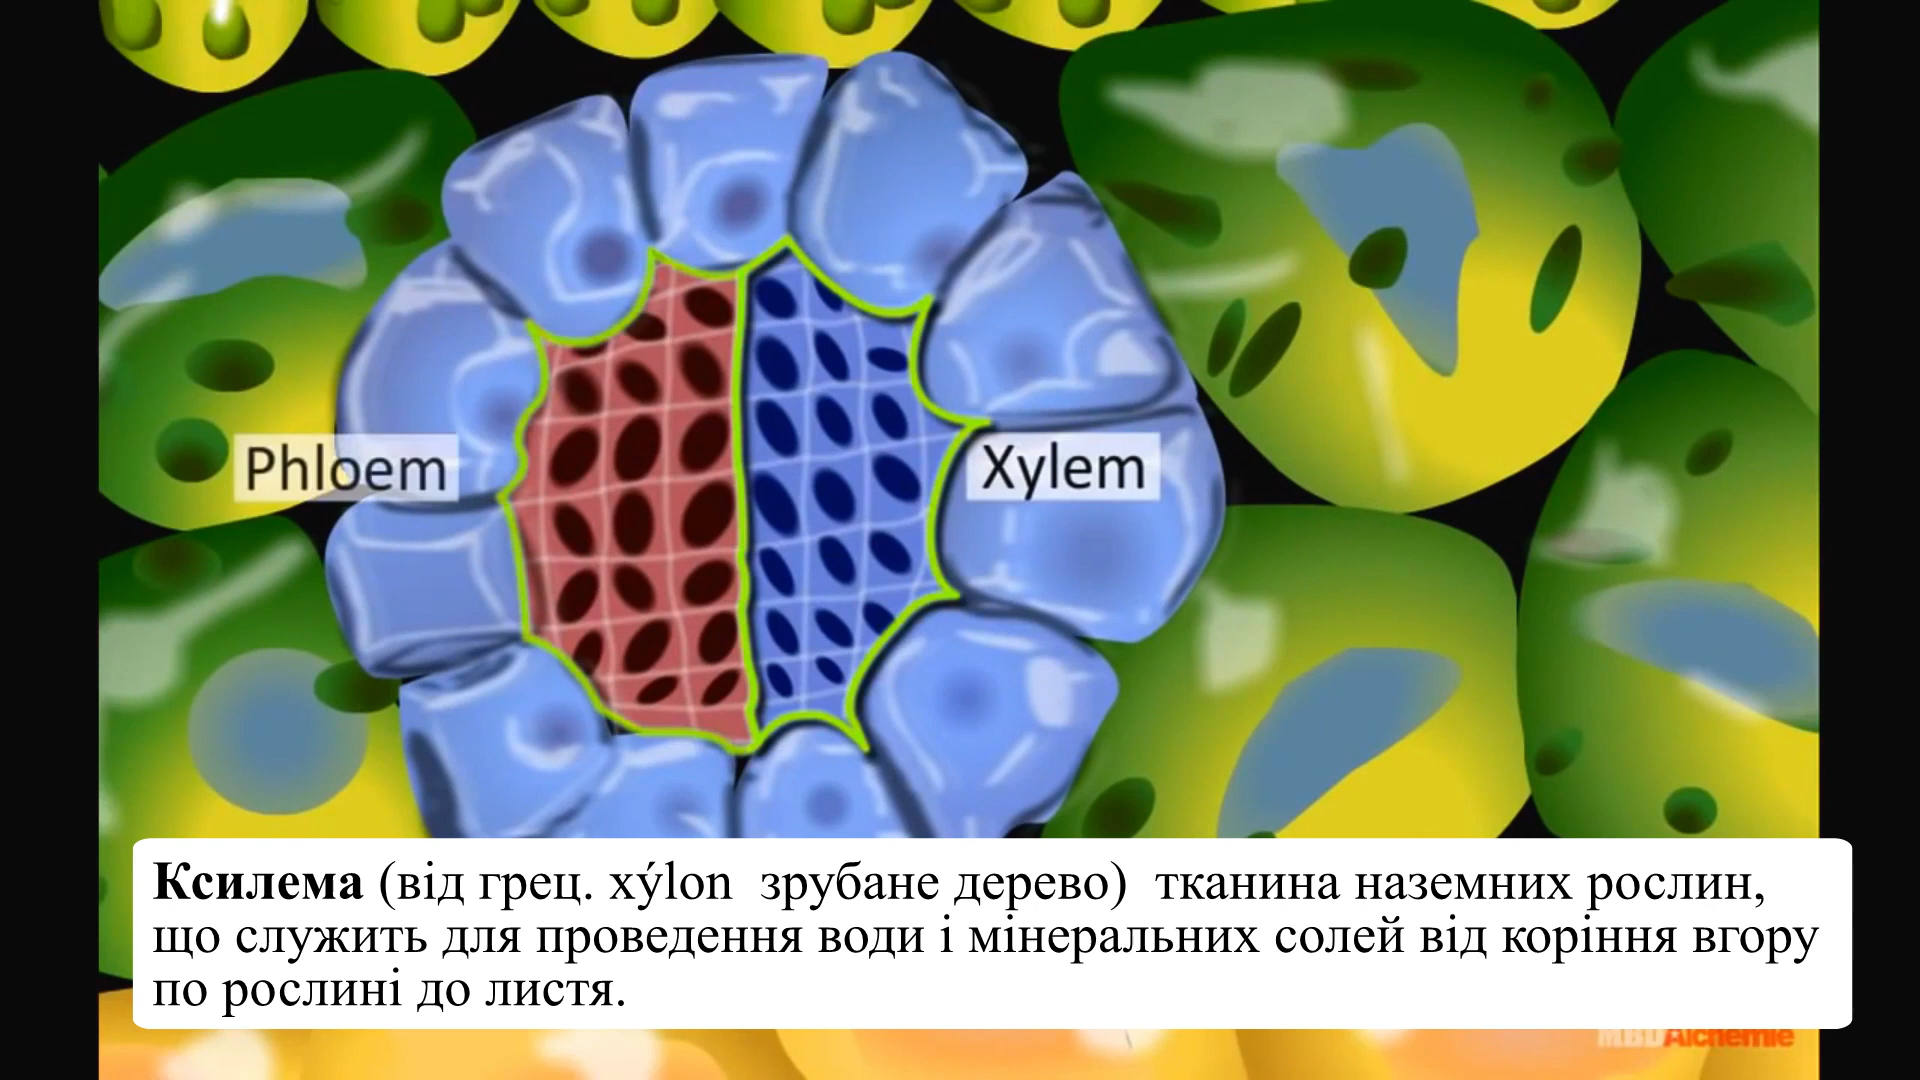 Phloem
Xylem
Ксилема (від грец. xýlon  зрубане дерево)  тканина наземних рослин,
що служить для проведення води і мінеральних солей від коріння вгору
по рослині до листя.
MBDAlchemie